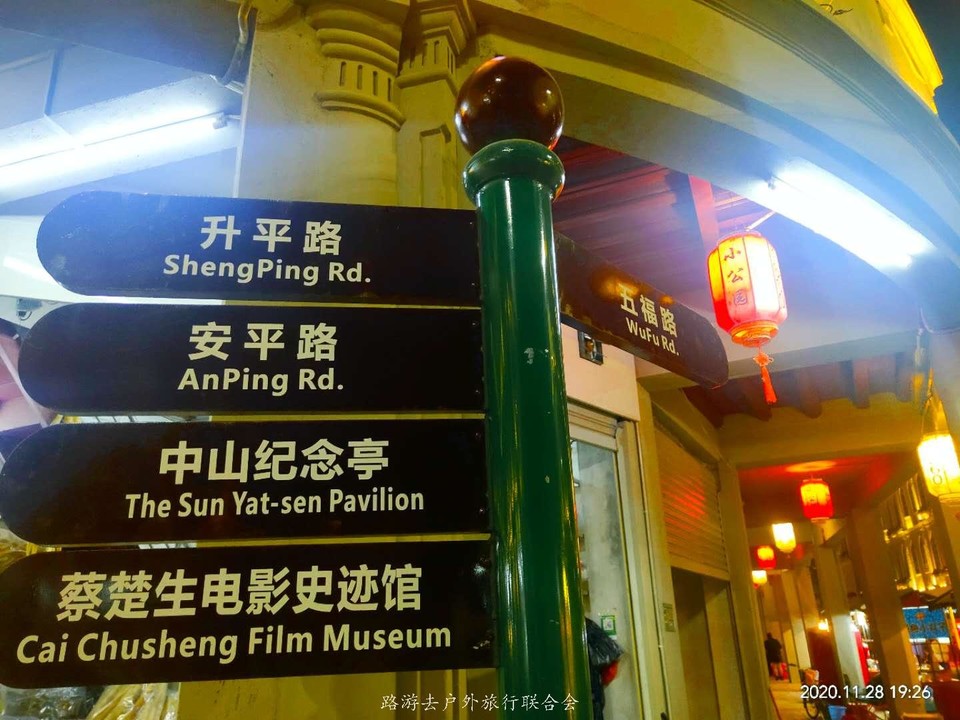 升平路
ShengPing Rd.
安平路
AnPing Rd.
中山纪念亭
The Sun Yat-sen Pavilion
蔡楚生电影史迹馆
Cai Chusheng Film Museum
五福路
WuFu Rd.
小公园
路游去户外旅行联合会
2020.11.28 19:26